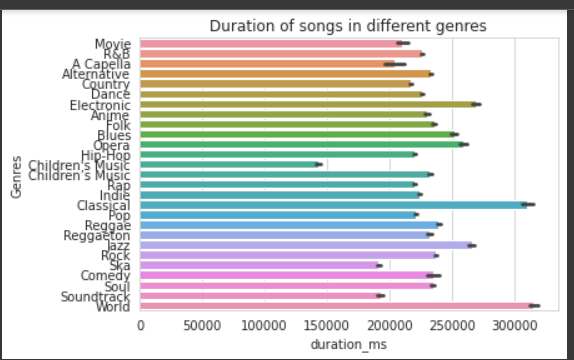 Duration of songs in different genres
Genres
Movie
R&B
A Capella
Alternative
Country
Dance
Electronic
Anime
Folk
Blues
Opera
Hip-Hop
Children's Music
Children’s Music
Rap
Indie
Classical
Pop
Reggae
Reggaeton
Jazz
Rock
Ska
Comedy
Soul
Soundtrack
World
0 50000 100000 150000 200000 250000 300000
duration_ms